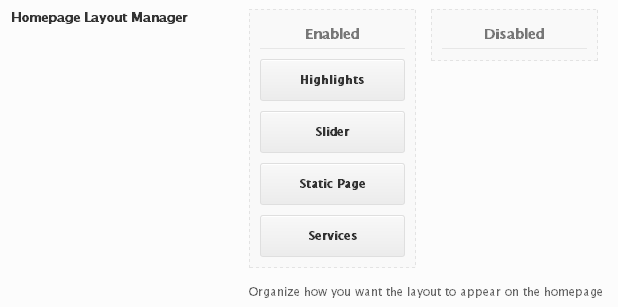 Homepage Layout Manager
Enabled
Disabled
Highlights
Slider
Static Page
Services
Organize how you want the layout to appear on the homepage